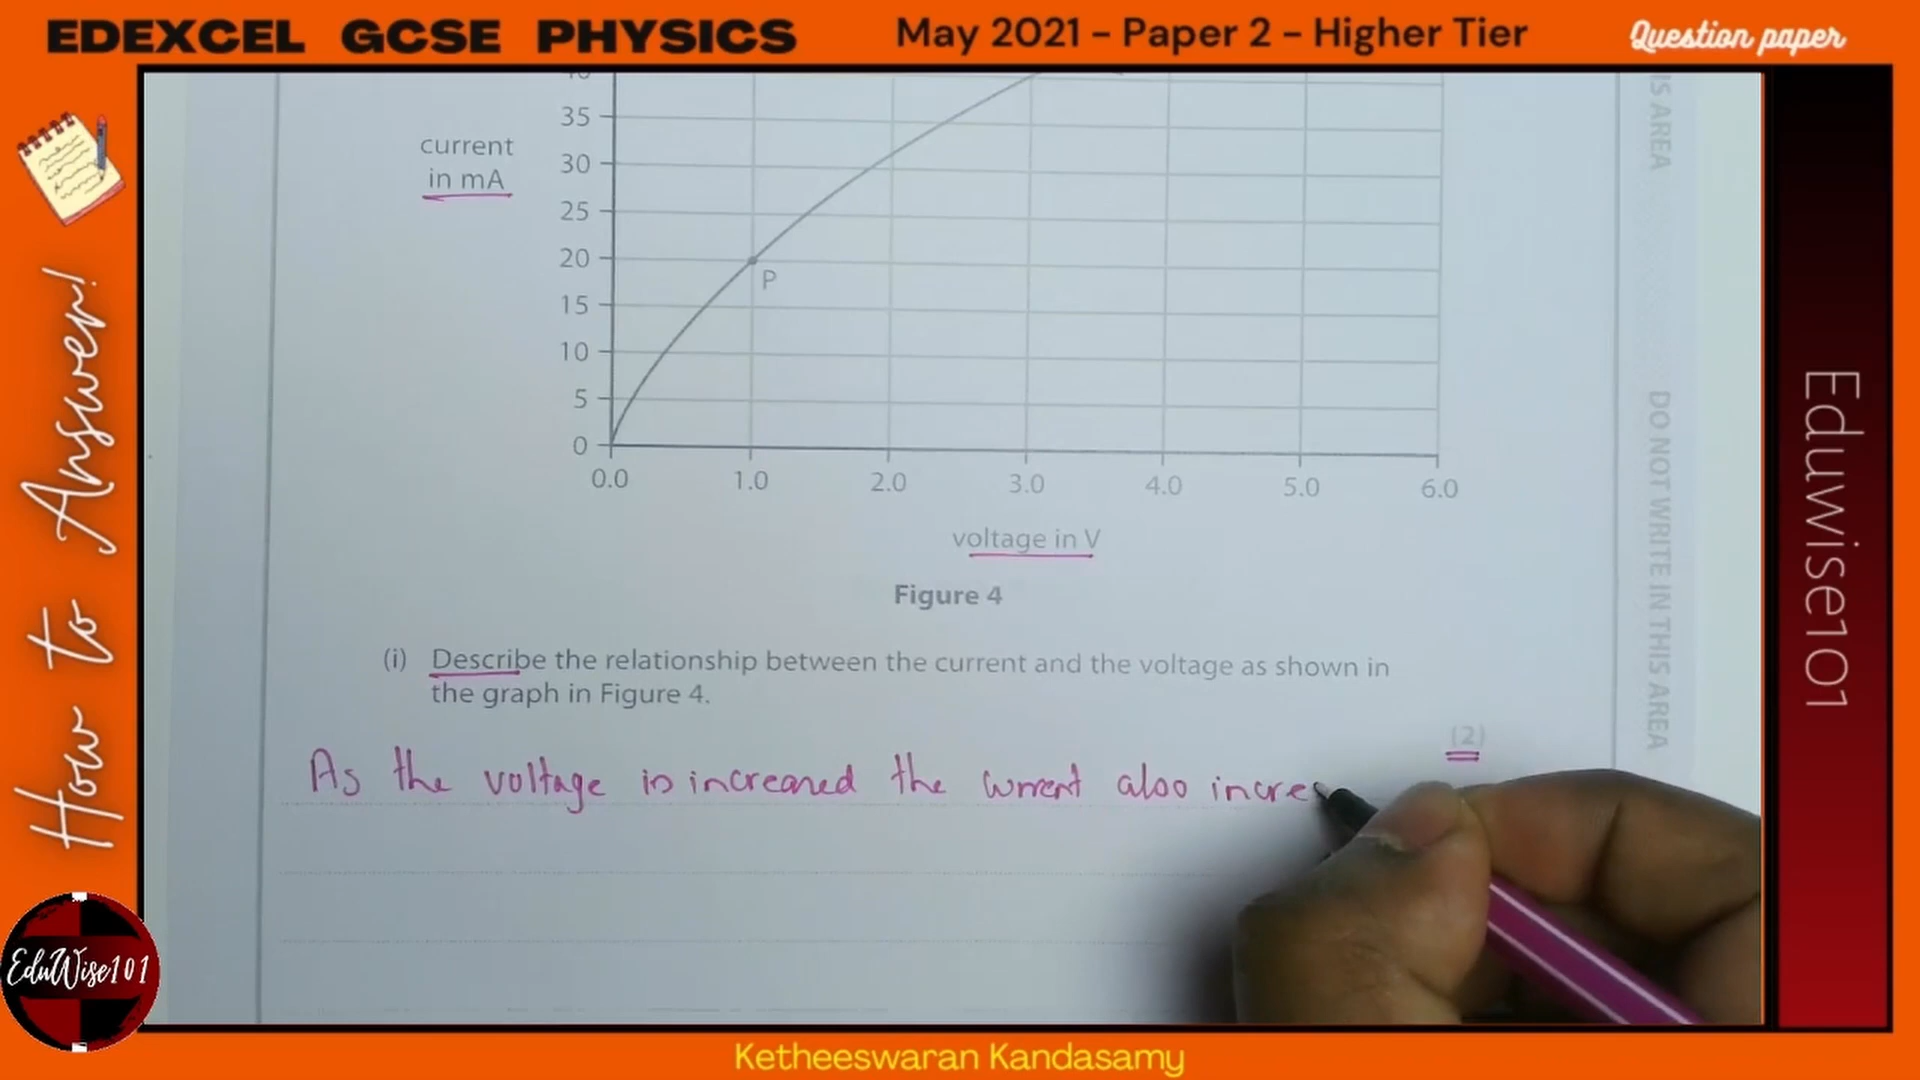 EDEXCEL GCSE PHYSICS
May 2021 - Paper 2 - Higher Tier
Question paper
How to Answer!
current
in mA
35
30
25
20
15
10
5
0
P
0.0 1.0 2.0 3.0 4.0 5.0 6.0
voltage in V
Figure 4
(i) Describe the relationship between the current and the voltage as shown in
the graph in Figure 4.
(2)
As the voltage is increased the current also increa
IS AREA
DO NOT WRITE IN THIS AREA
Eduwise101
EduWise101
Ketheeswaran Kandasamy